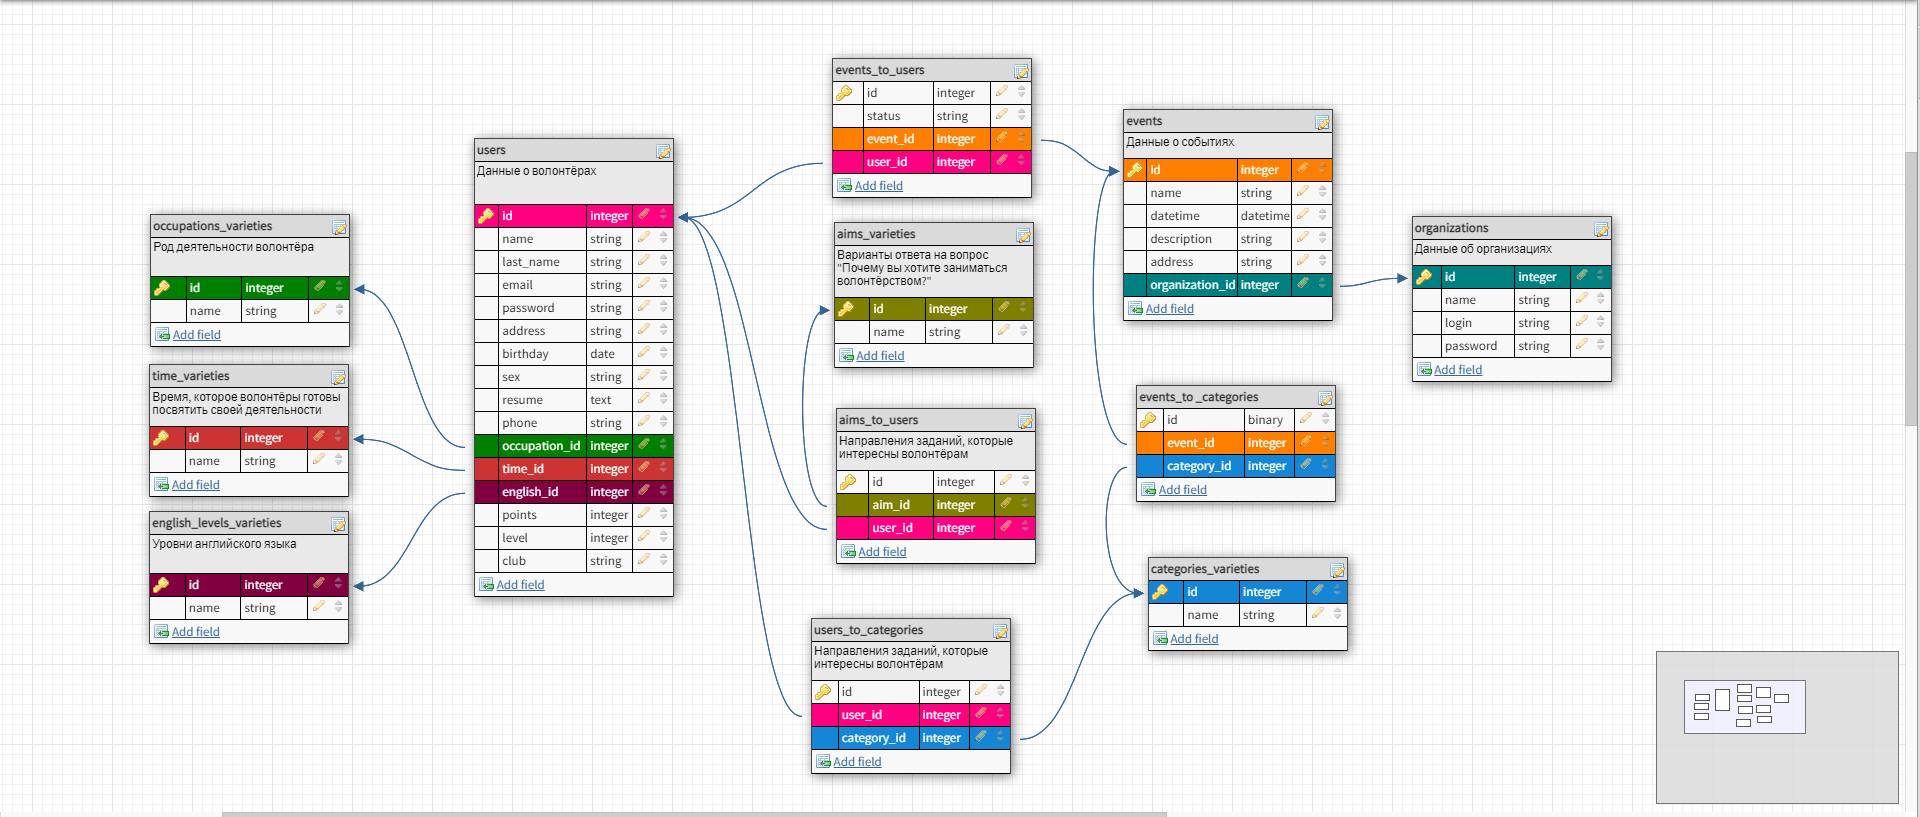 occupations_varieties
Род деятельности волонтёра
id integer
name string
Add field
time_varieties
Время, которое волонтёры готовы
посвятить своей деятельности
id integer
name string
Add field
english_levels_varieties
Уровни английского языка
id integer
name string
Add field
users
Данные о волонтёрах
id integer
name string
last_name string
email string
password string
address string
birthday date
sex string
resume text
phone string
occupation_id integer
time_id integer
english_id integer
points integer
level integer
club string
Add field
events_to_users
id integer
status string
event_id integer
user_id integer
Add field
aims_varieties
Варианты ответа на вопрос
"Почему вы хотите заниматься
волонтёрством?"
id integer
name string
Add field
aims_to_users
Направления заданий, которые
интересны волонтёрам
id integer
aim_id integer
user_id integer
Add field
users_to_categories
Направления заданий, которые
интересны волонтёрам
id integer
user_id integer
category_id integer
Add field
events
Данные о событиях
id integer
name string
datetime datetime
description string
address string
organization_id integer
Add field
events_to _categories
id binary
event_id integer
category_id integer
Add field
categories_varieties
id integer
name string
Add field
organizations
Данные об организациях
id integer
name string
login string
password string
Add field